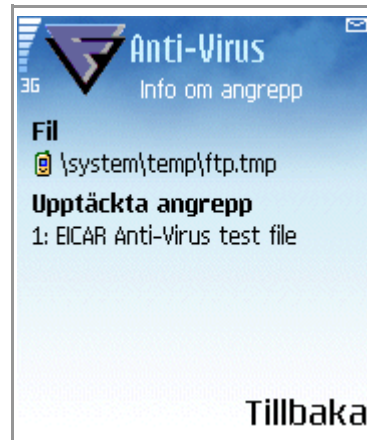 Anti-Virus
3G
Info om angrepp
Fil
\system\temp\ftp.tmp
Upptäckta angrepp
1: EICAR Anti-Virus test file
Tillbaka